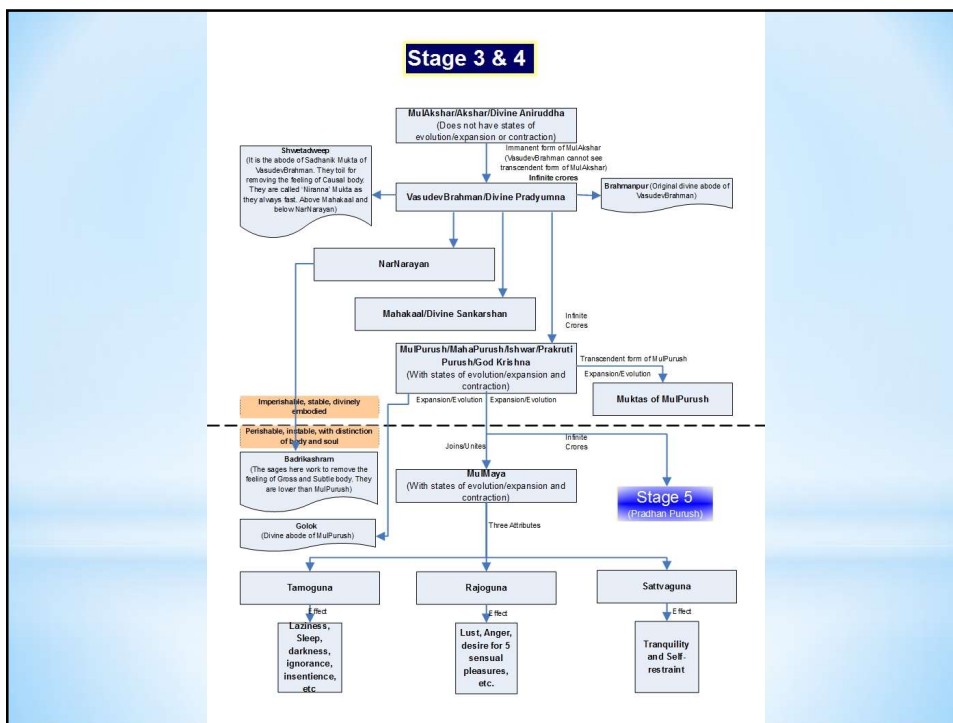 Stage 3 & 4
MulAkshar/Akshar/Divine Aniruddha
(Does not have states of
evolution/expansion or contraction)
Shwetadweep
(It is the abode of Sadhanik Mukta of
VasudevBrahman. They toil for
removing the feeling of Causal body.
They are called 'Niranna' Mukta as
they always fast. Above Mahakaal and
below NarNarayan)
Immanent form of MulAkshar
(VasudevBrahman cannot see
transcendent form of MulAkshar)
Infinite crores
VasudevBrahman/Divine Pradyumna
Brahmanpur (Original divine abode of
VasudevBrahman)
NarNarayan
Mahakaal/Divine Sankarshan
Infinite
Crores
MulPurush/MahaPurush/Ishwar/Prakruti
Purush/God Krishna
(With states of evolution/expansion and
contraction)
Transcendent form of MulPurush
Expansion/Evolution
Muktas of MulPurush
Expansion/Evolution
Expansion/Evolution
Imperishable, stable, divinely
embodied
Perishable, instable, with distinction
of body and soul
Joins/Unites
Infinite
Crores
Badrikashram
(The sages here work to remove the
feeling of Gross and Subtle body. They
are lower than MulPurush)
MulMaya
(With states of evolution/expansion and
contraction)
Stage 5
(Pradhan Purush)
Golok
(Divine abode of MulPurush)
Three Attributes
Tamoguna
Rajoguna
Sattvaguna
Effect
Effect
Effect
Laziness,
Sleep,
darkness,
ignorance,
insentience,
etc
Lust, Anger,
desire for 5
sensual
pleasures,
etc.
Tranquility
and Self-
restraint